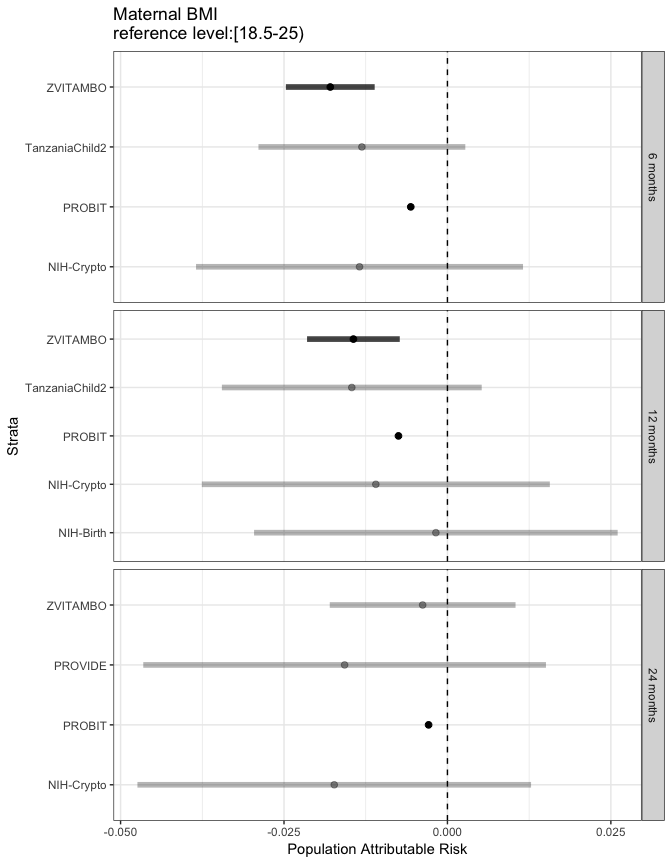 Maternal BMI
reference level:[18.5-25)
ZVITAMBO
TanzaniaChild2
PROBIT
NIH-Crypto
6 months
ZVITAMBO
TanzaniaChild2
PROBIT
NIH-Crypto
NIH-Birth
12 months
Strata
ZVITAMBO
PROVIDE
PROBIT
NIH-Crypto
24 months
-0.050
-0.025
0.000
0.025
Population Attributable Risk